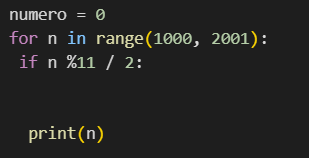 numero = 0
for n in range(1000, 2001):
if n %11 / 2:
print(n)